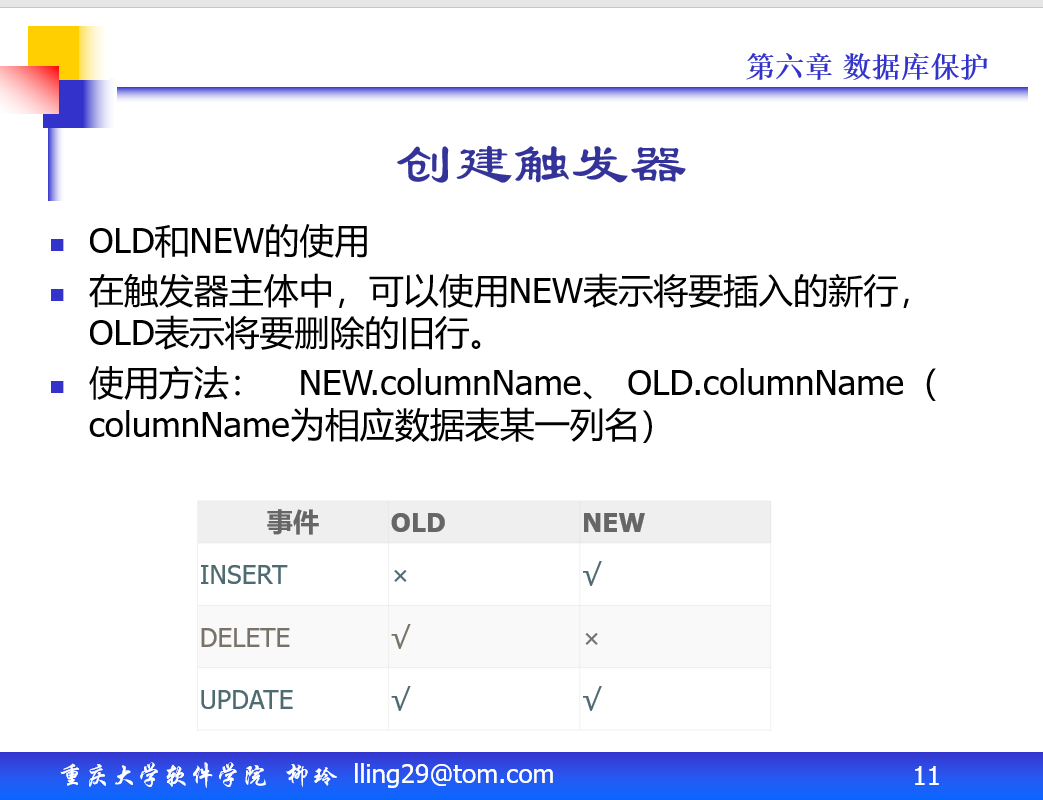 第六章 数据库保护
创建触发器
OLD和NEW的使用
在触发器主体中，可以使用NEW表示将要插入的新行，
OLD表示将要删除的旧行。
使用方法： NEW.columnName、 OLD.columnName（
columnName为相应数据表某一列名）
事件 OLD NEW
INSERT × √
DELETE √ ×
UPDATE √ √
重庆大学软件学院 柳玲 lling29@tom.com 11